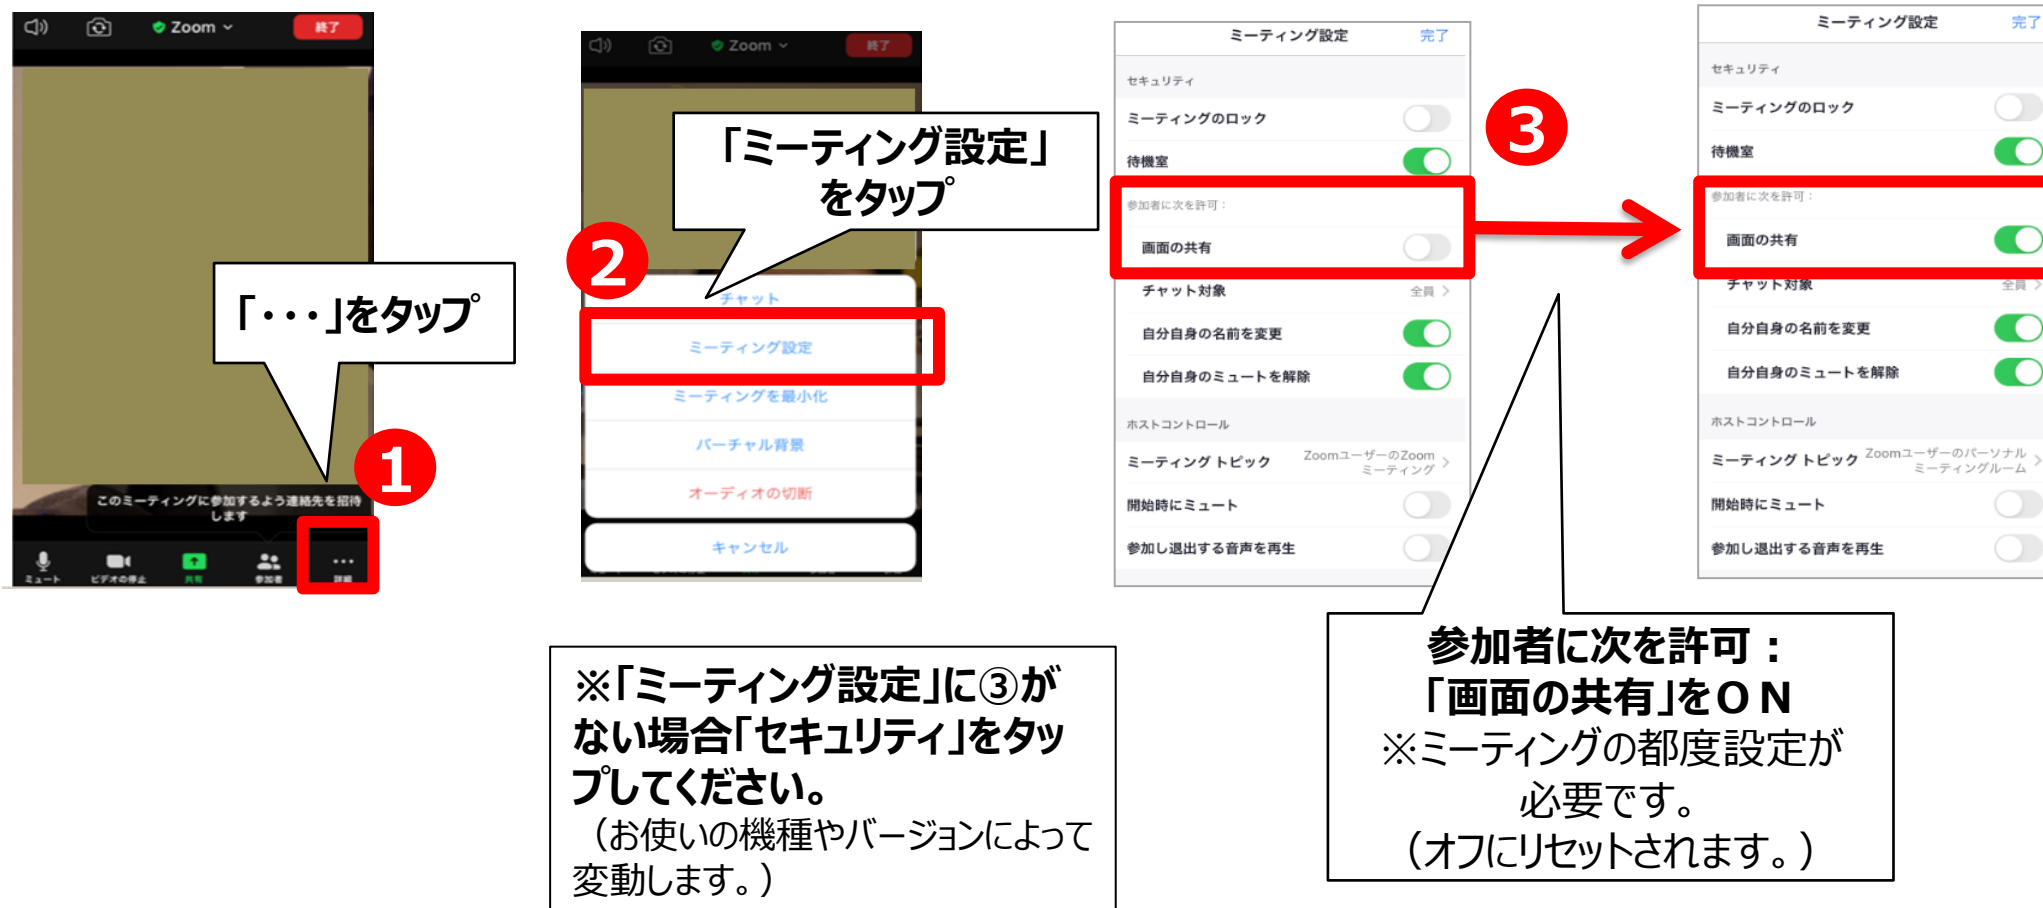 Zoom
終了
「・・・」をタップ
1
このミーティングに参加するよう連絡先を招待
します
ミュート
ビデオの停止
共有
参加者
詳細
Zoom
終了
「ミーティング設定」
をタップ
2
チャット
ミーティング設定
ミーティングを最小化
バーチャル背景
オーディオの切断
キャンセル
※「ミーティング設定」に③が
ない場合「セキュリティ」をタッ
プしてください。
（お使いの機種やバージョンによって
変動します。）
ミーティング設定
完了
セキュリティ
ミーティングのロック
待機室
参加者に次を許可：
画面の共有
チャット対象
全員
自分自身の名前を変更
自分自身のミュートを解除
ホストコントロール
ミーティング トピック
ZoomユーザーのZoom
ミーティング
開始時にミュート
参加し退出する音声を再生
3
ミーティング設定
完了
セキュリティ
ミーティングのロック
待機室
参加者に次を許可：
画面の共有
チャット対象
全員
自分自身の名前を変更
自分自身のミュートを解除
ホストコントロール
ミーティング トピック
Zoomユーザーのパーソナル
ミーティングルーム
開始時にミュート
参加し退出する音声を再生
参加者に次を許可：
「画面の共有」をＯＮ
※ミーティングの都度設定が
必要です。
（オフにリセットされます。）